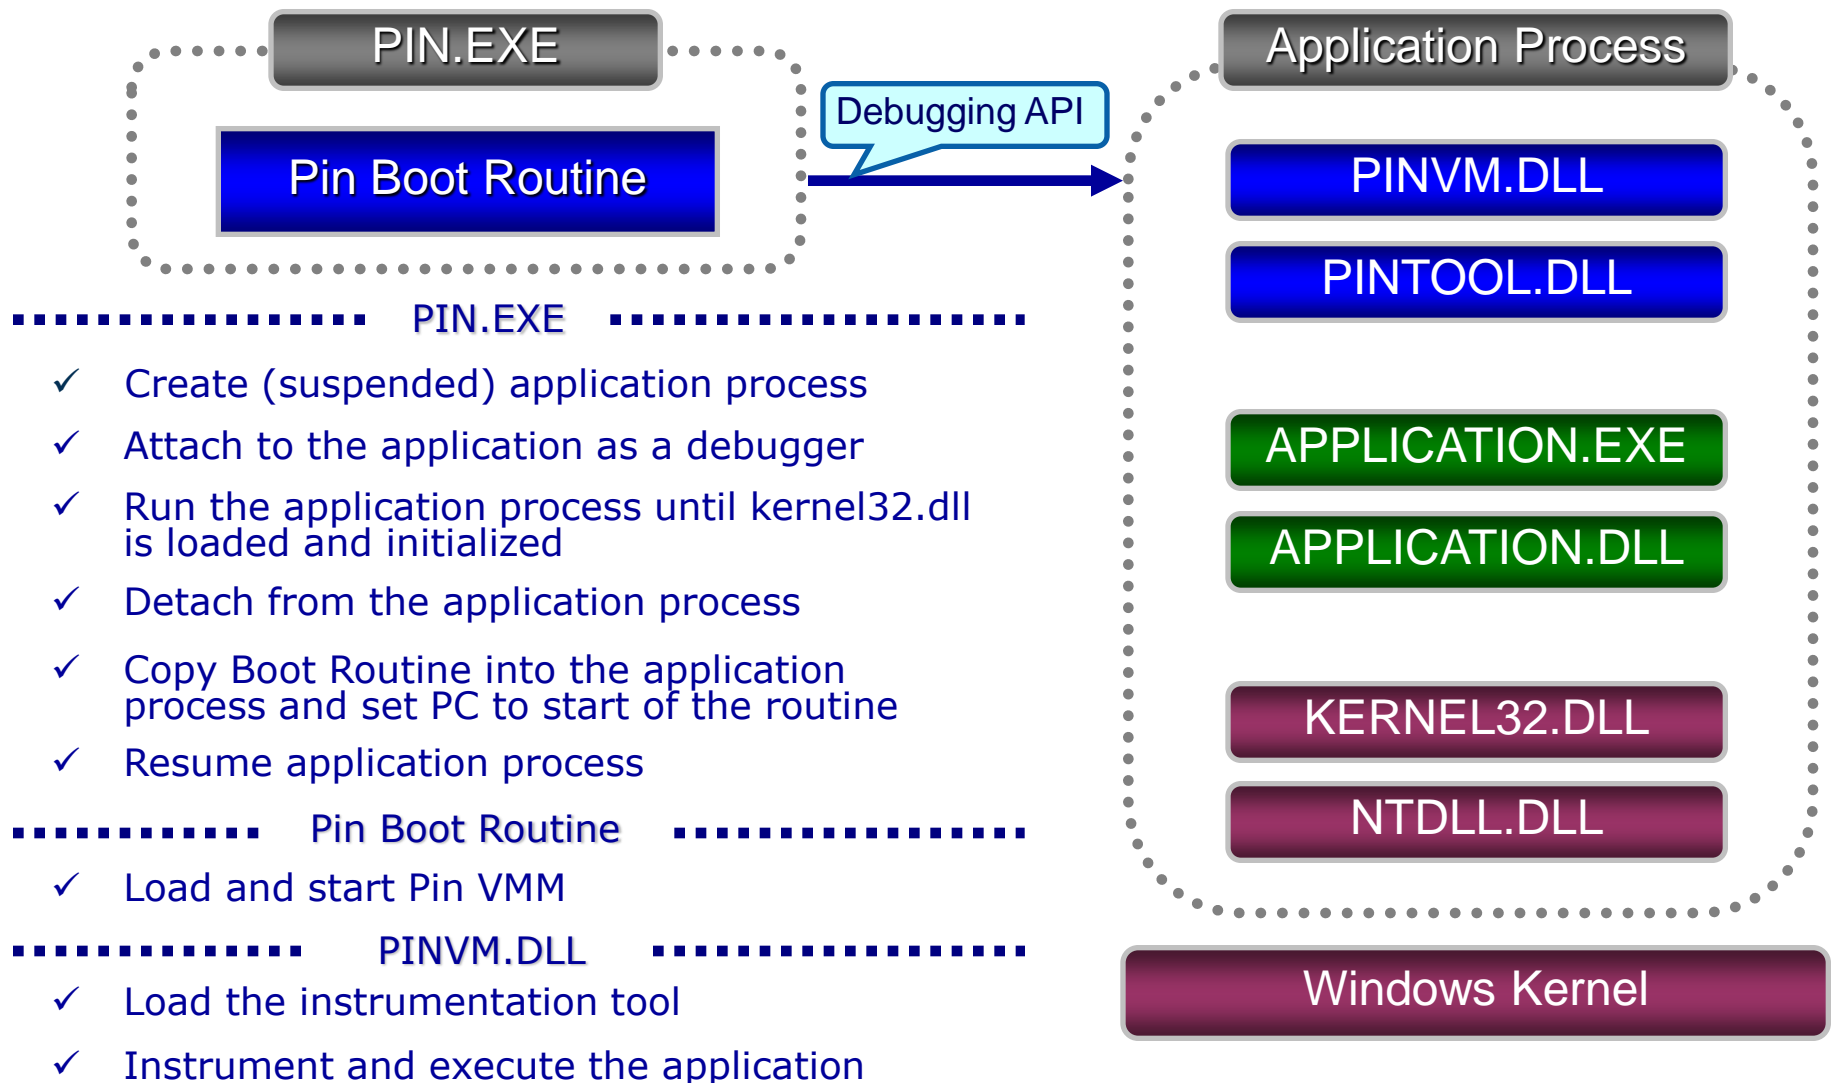 PIN.EXE
Pin Boot Routine
Debugging API
Application Process
PINVM.DLL
PINTOOL.DLL
APPLICATION.EXE
APPLICATION.DLL
KERNEL32.DLL
NTDLL.DLL
Windows Kernel
PIN.EXE
✓ Create (suspended) application process
✓ Attach to the application as a debugger
✓ Run the application process until kernel32.dll
is loaded and initialized
✓ Detach from the application process
✓ Copy Boot Routine into the application
process and set PC to start of the routine
✓ Resume application process
Pin Boot Routine
✓ Load and start Pin VMM
PINVM.DLL
✓ Load the instrumentation tool
✓ Instrument and execute the application